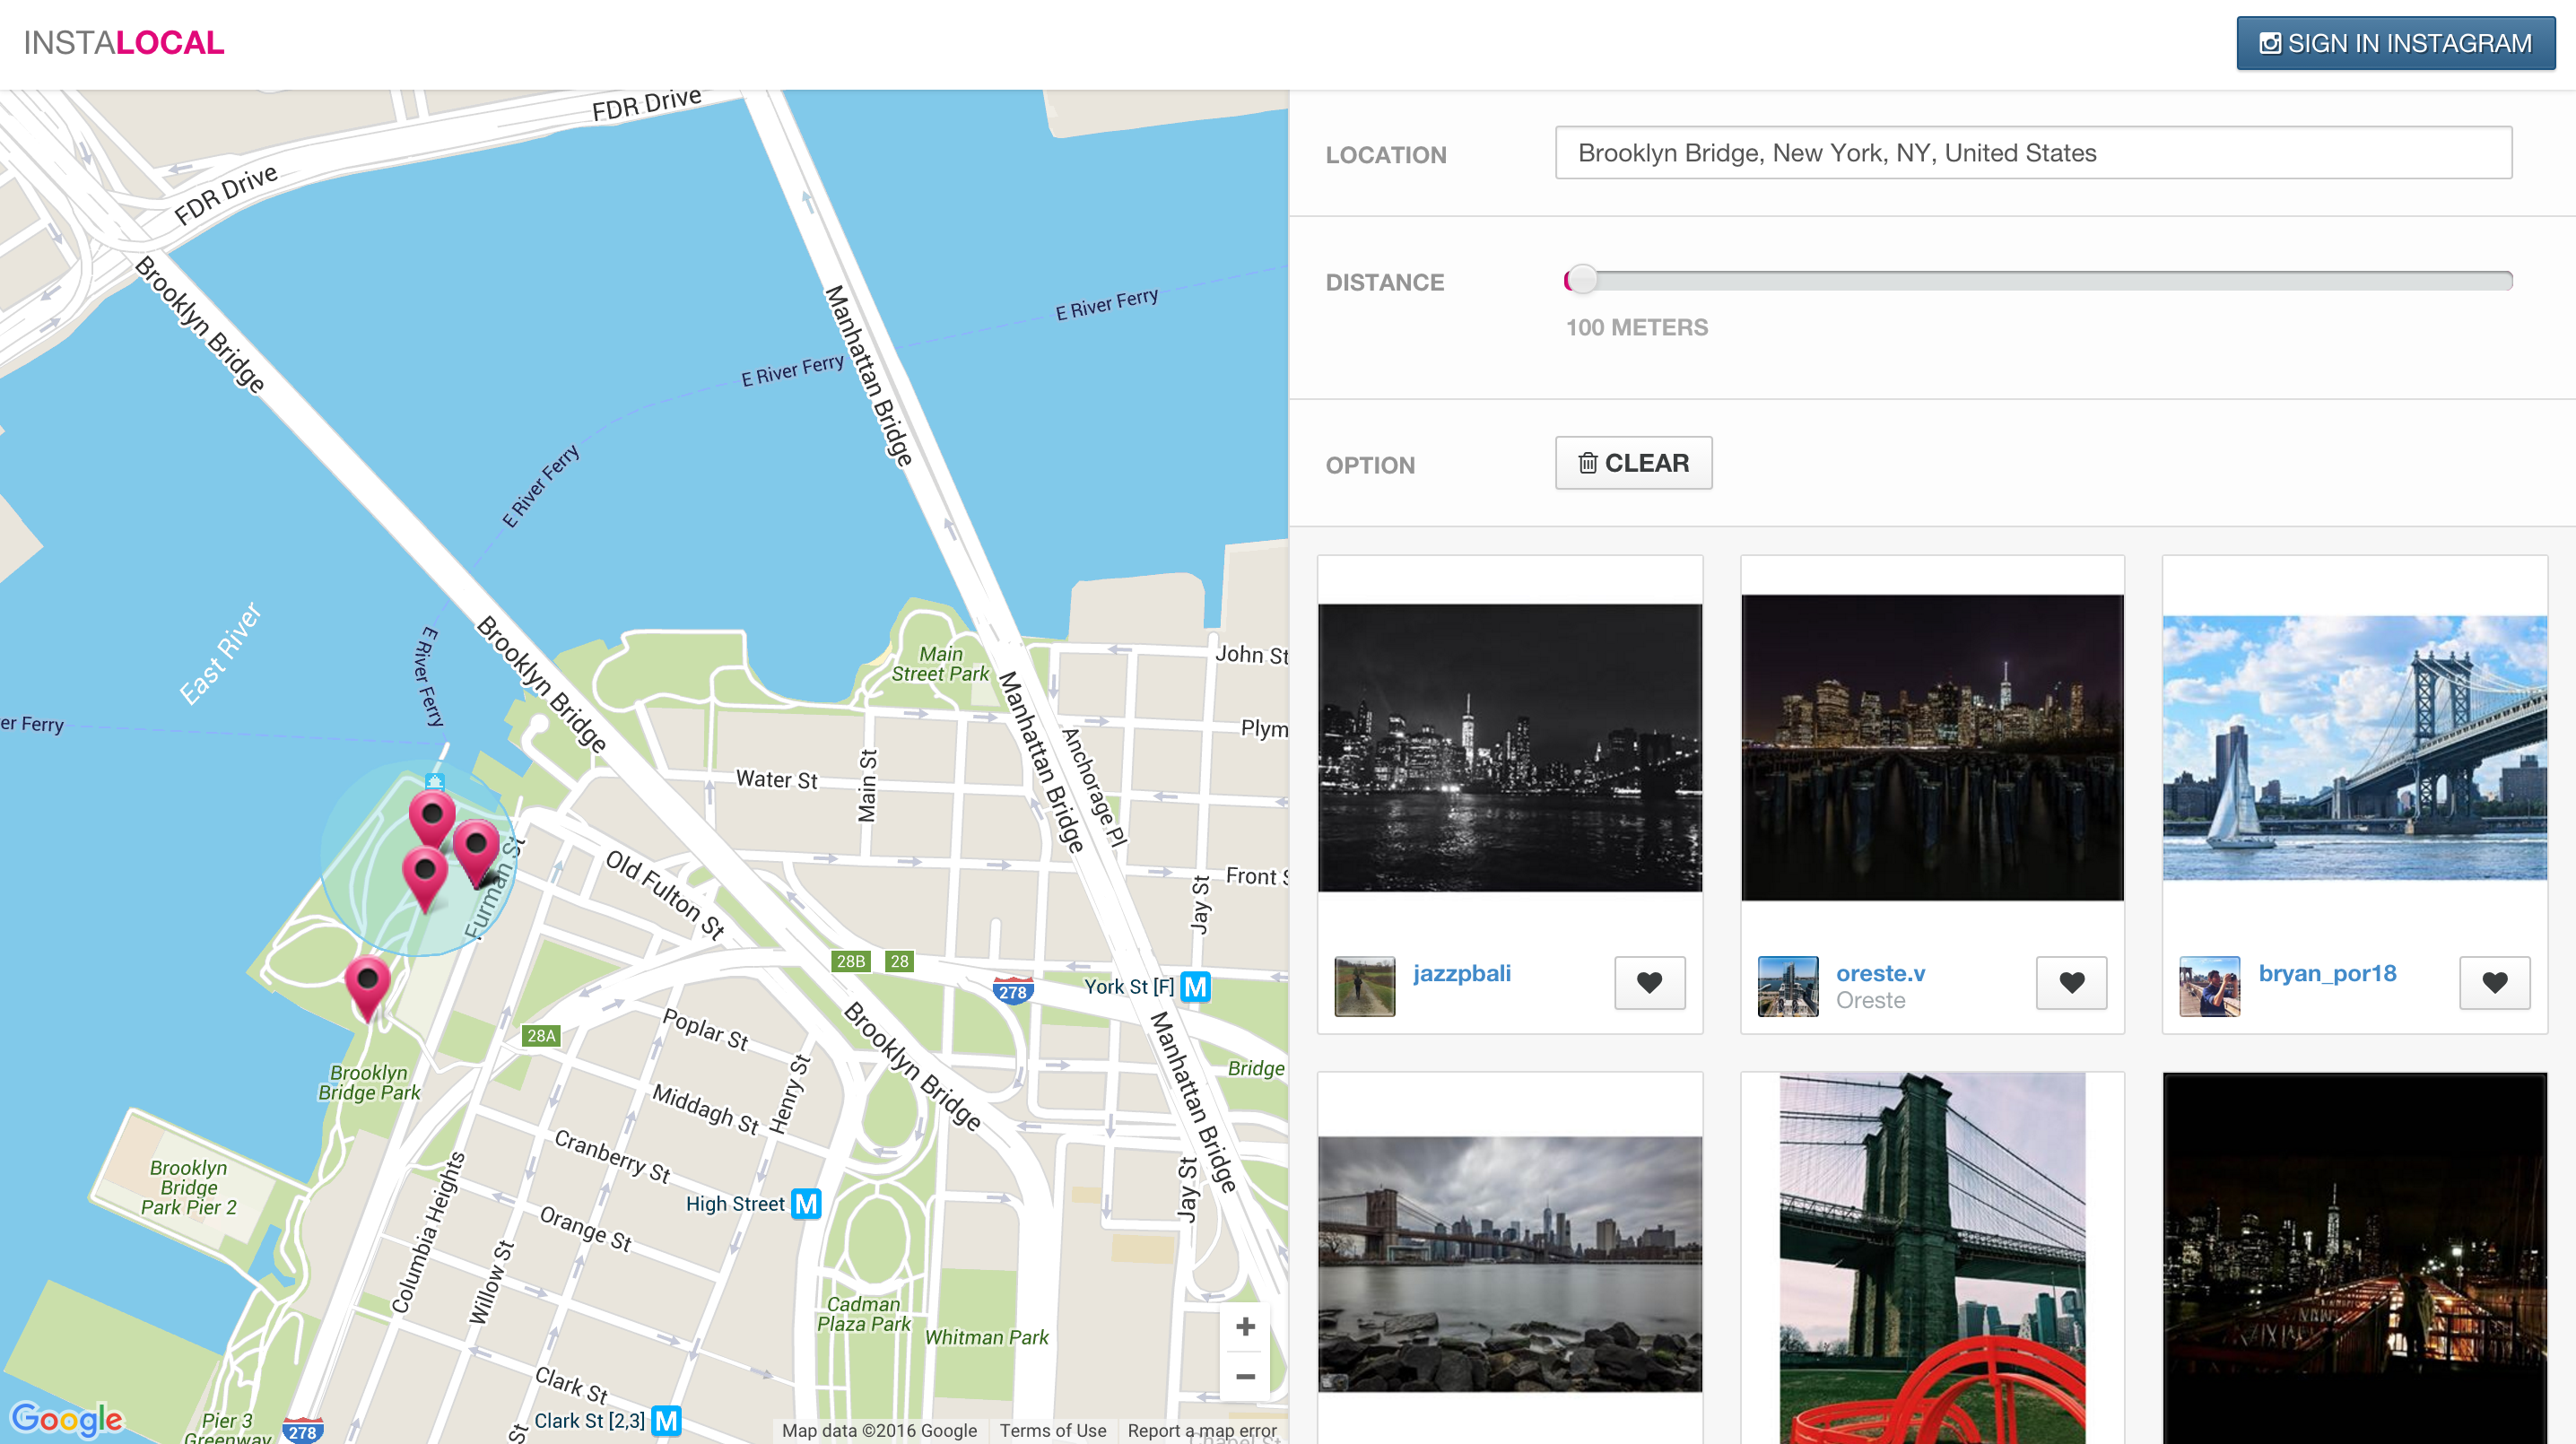 INSTALOCAL
SIGN IN INSTAGRAM
FDR Drive
FDR Drive
Brooklyn Bridge
Manhattan Bridge
E River Ferry
E River Ferry
E River Ferry
E River Ferry
East River
er Ferry
Brooklyn Bridge
Main
Street Park
John St
Manhattan Bridge
Anchorage Pl
Plym
Water St
Main St
Old Fulton St
Furman St
Front S
Jay St
28B
28
278
York St [F]
M
28A
Poplar St
Brooklyn Bridge
Manhattan Bridge
Brooklyn
Bridge Park
Middagh St
Henry St
Bridge
Cranberry St
Brooklyn
Bridge
Park Pier 2
Columbia Heights
High Street
M
Jay St
Orange St
Willow St
Cadman
Plaza Park
Whitman Park
Clark St
Clark St [2,3]
M
Pier 3
Greenway
278
St
Google
+
−
Map data ©2016 Google
Terms of Use
Report a map error
LOCATION
Brooklyn Bridge, New York, NY, United States
DISTANCE
100 METERS
OPTION
CLEAR
jazzpbali
oreste.v
Oreste
bryan_por18